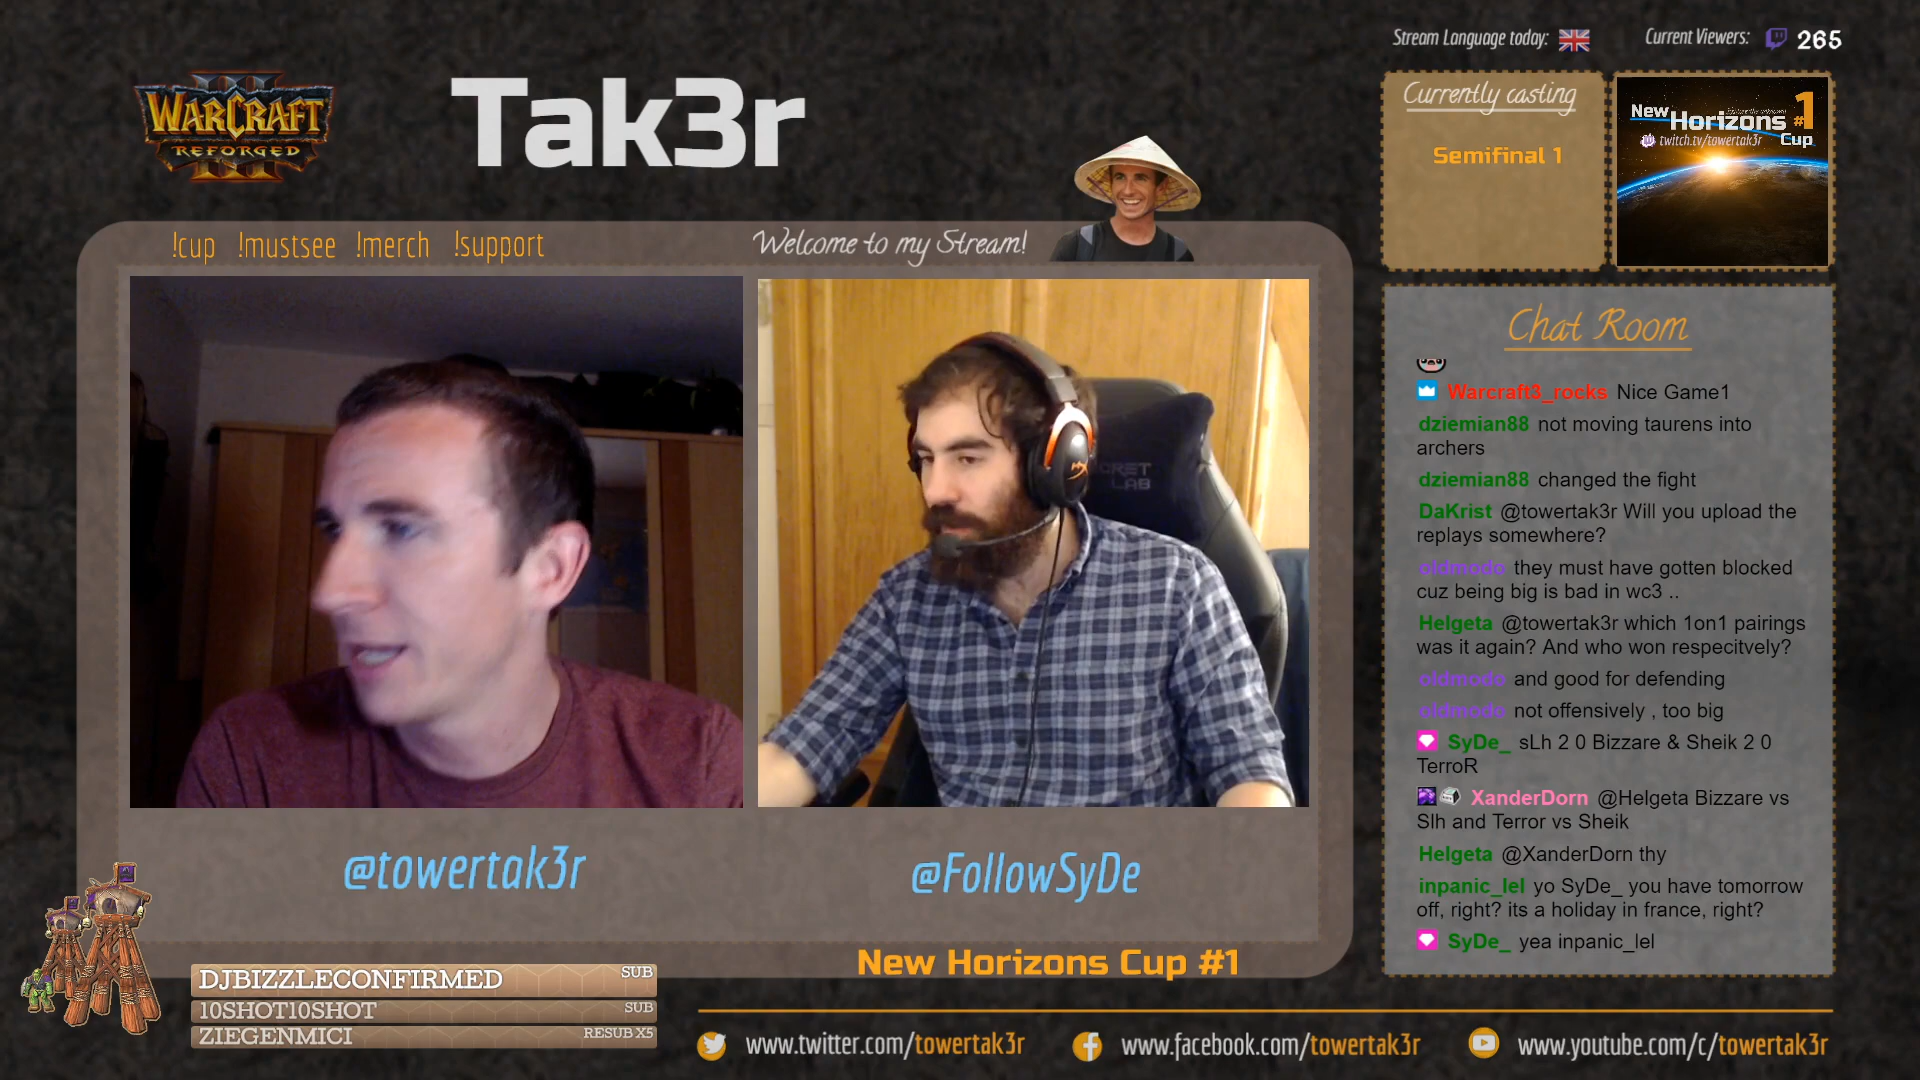 Stream Language today:
Current Viewers: 265
WARCRAFT
III
REFORGED
Tak3r
Currently casting
Semifinal 1
New Horizons #1
twitch.tv/towertak3r Cup
!cup !mustsee !merch !support
Welcome to my Stream!
Chat Room
Warcraft3_rocks Nice Game1
dziemian88 not moving taurens into
archers
dziemian88 changed the fight
DaKrist @towertak3r Will you upload the
replays somewhere?
oldmodo they must have gotten blocked
cuz being big is bad in wc3 ..
Helgeta @towertak3r which 1on1 pairings
was it again? And who won respecitvely?
oldmodo and good for defending
oldmodo not offensively , too big
SyDe_ sLh 2 0 Bizzare & Sheik 2 0
TerroR
XanderDorn @Helgeta Bizzare vs
Slh and Terror vs Sheik
Helgeta @XanderDorn thy
inpanic_lel yo SyDe_ you have tomorrow
off, right? its a holiday in france, right?
SyDe_ yea inpanic_lel
@towertak3r
@FollowSyDe
New Horizons Cup #1
DJBIZZLECONFIRMED SUB
10SHOT10SHOT SUB
ZIEGENMICI RESUB X5
www.twitter.com/towertak3r
www.facebook.com/towertak3r
www.youtube.com/c/towertak3r